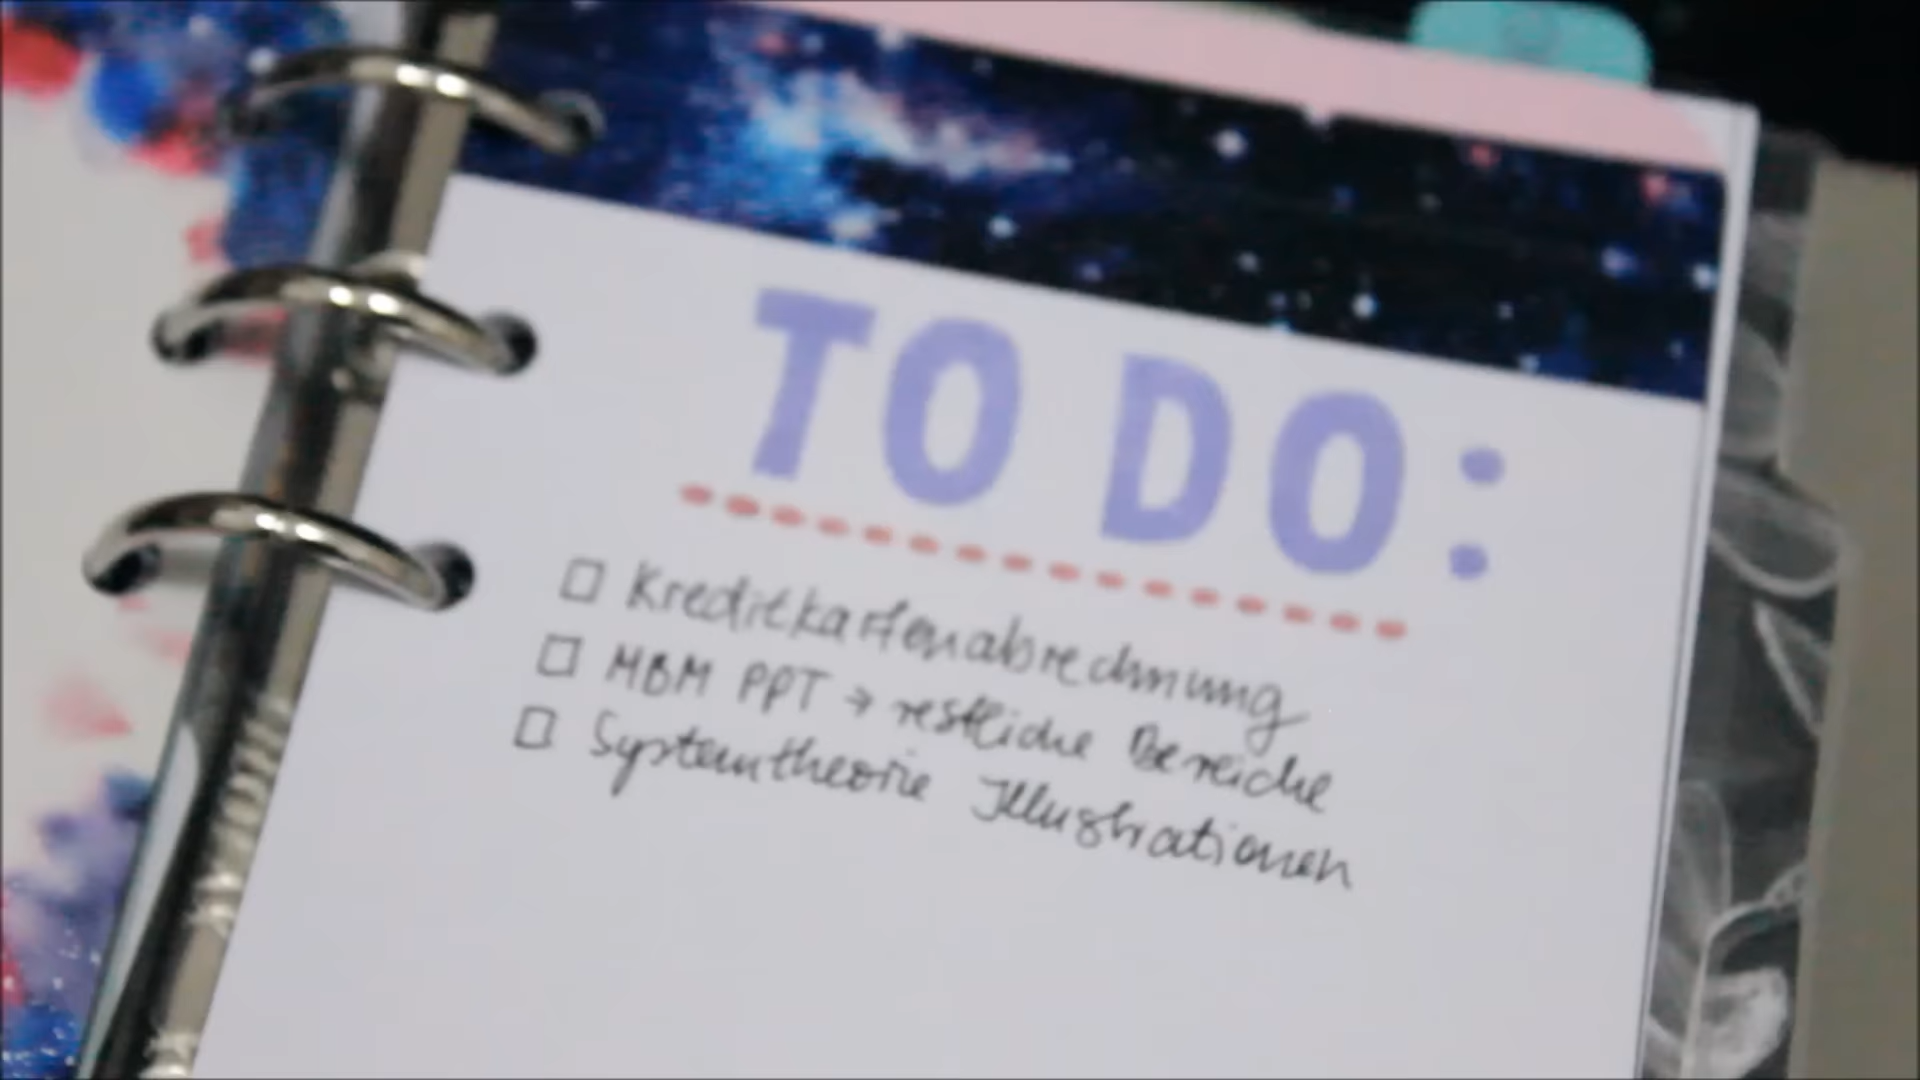 TO DO:
☐ Kreditkartenabrechnung
☐ MBM PPT → restliche Bereiche
☐ Systemtheorie Illustrationen